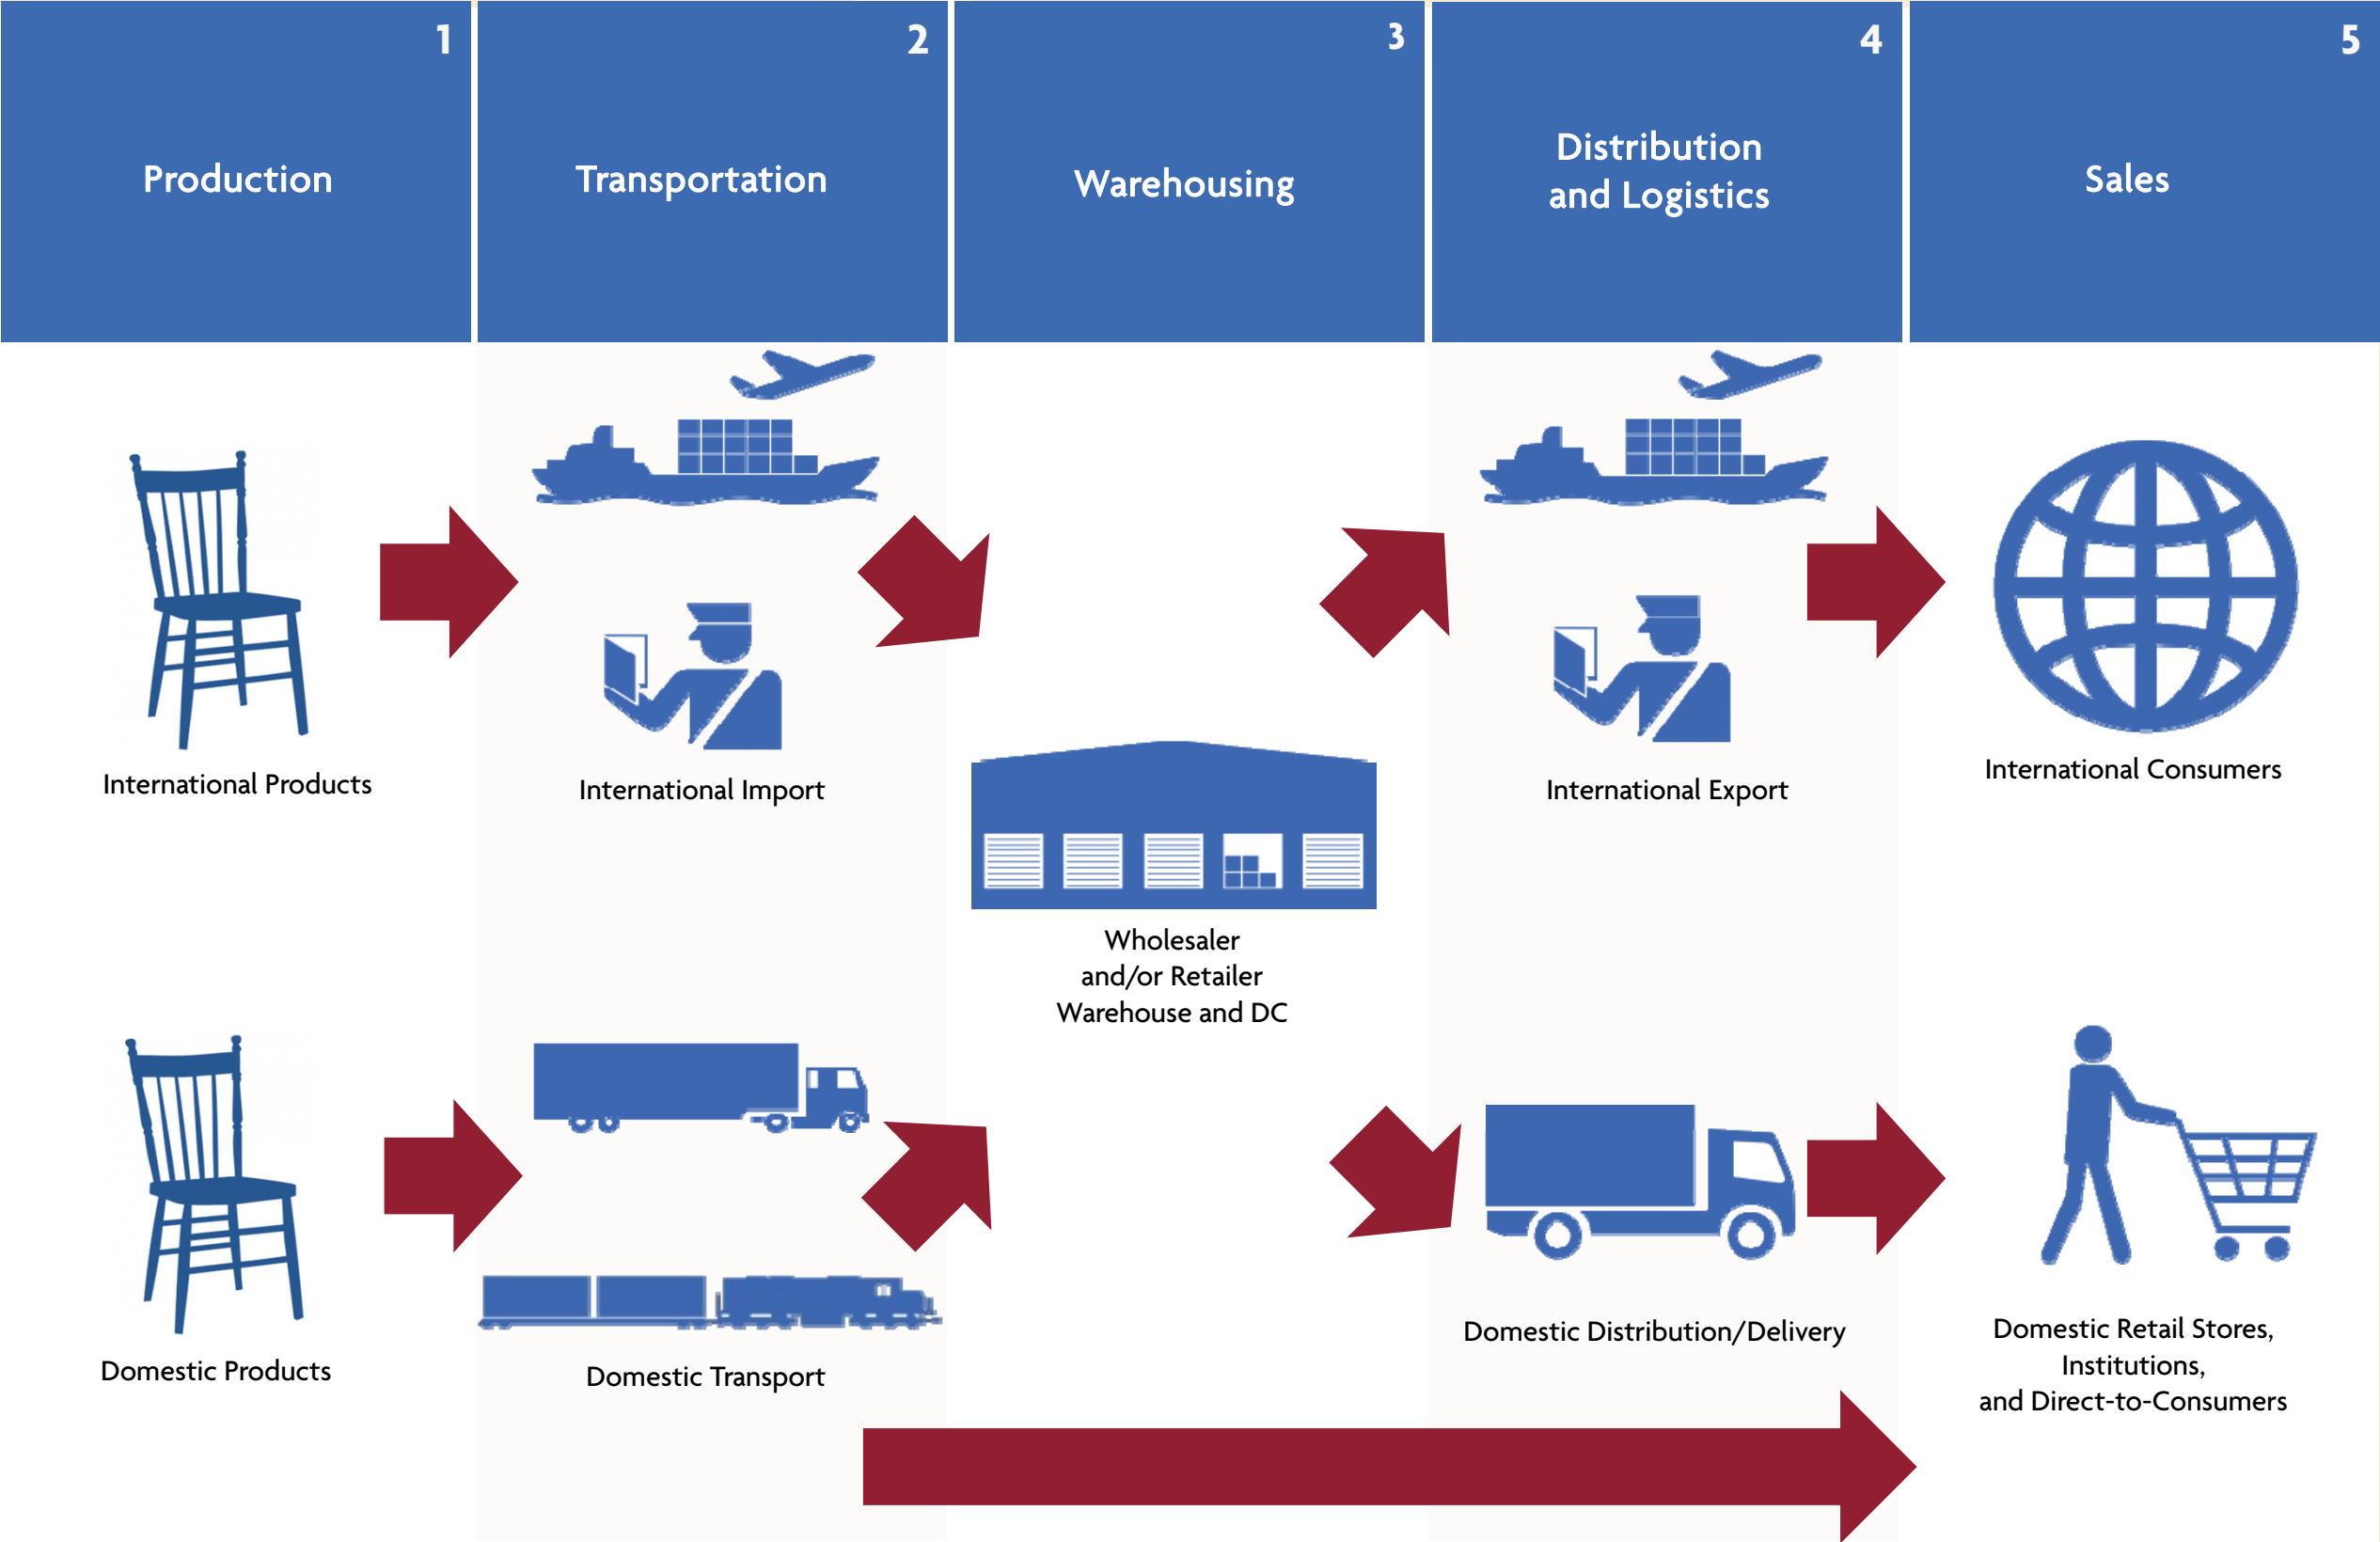 1
2
3
4
5
Production
Transportation
Warehousing
Distribution
and Logistics
Sales
International Products
International Import
International Export
International Consumers
Wholesaler
and/or Retailer
Warehouse and DC
Domestic Products
Domestic Transport
Domestic Distribution/Delivery
Domestic Retail Stores,
Institutions,
and Direct-to-Consumers